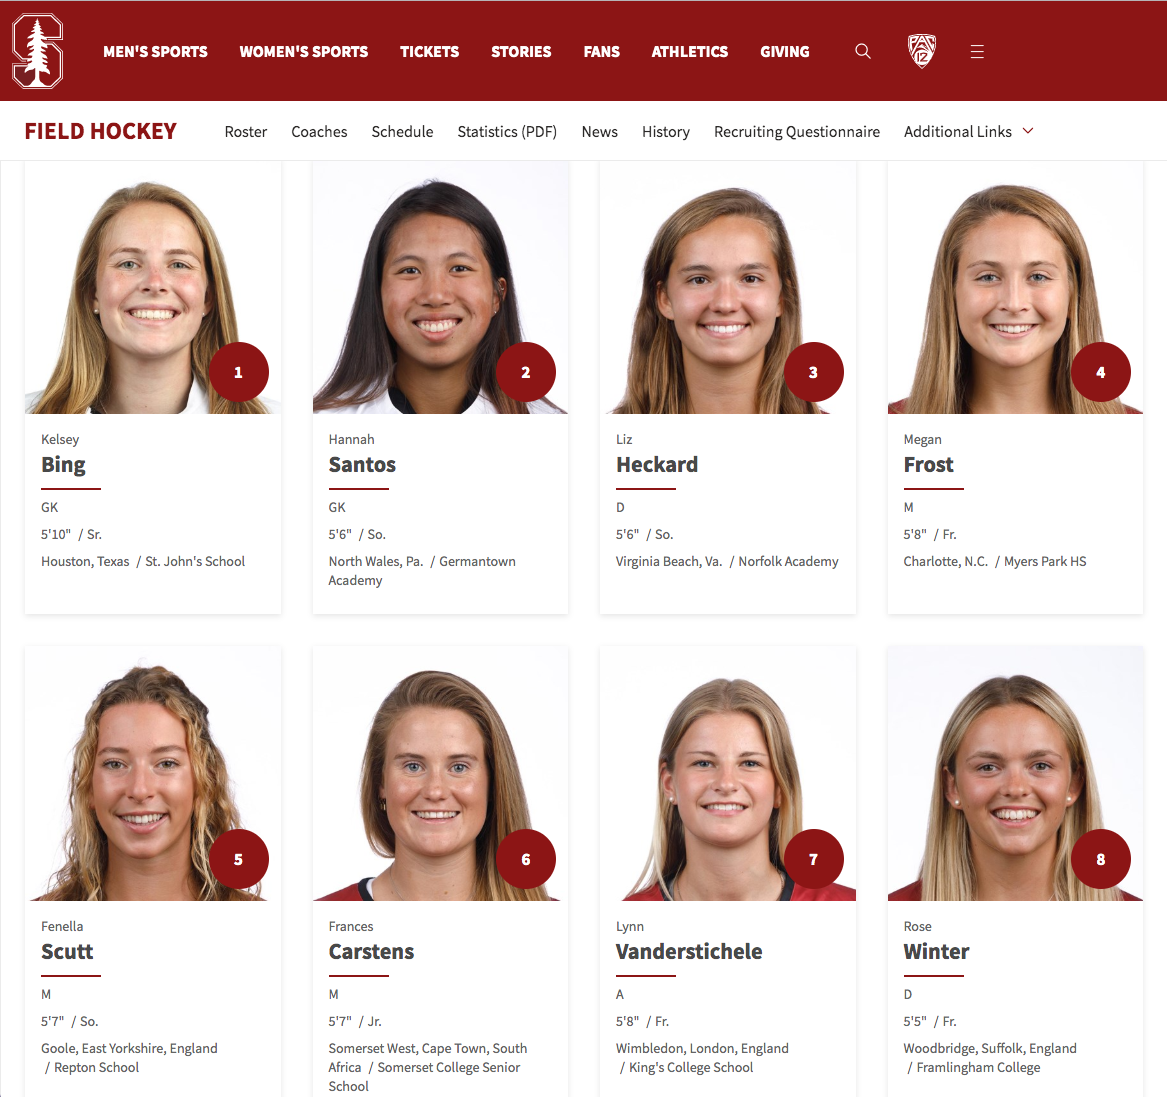 MEN'S SPORTS WOMEN'S SPORTS TICKETS STORIES FANS ATHLETICS GIVING
S
PAC
12
FIELD HOCKEY Roster Coaches Schedule Statistics (PDF) News History Recruiting Questionnaire Additional Links
1
2
3
4
Kelsey
Bing
GK
5'10" / Sr.
Houston, Texas / St. John's School
Hannah
Santos
GK
5'6" / So.
North Wales, Pa. / Germantown
Academy
Liz
Heckard
D
5'6" / So.
Virginia Beach, Va. / Norfolk Academy
Megan
Frost
M
5'8" / Fr.
Charlotte, N.C. / Myers Park HS
5
6
7
8
Fenella
Scutt
M
5'7" / So.
Goole, East Yorkshire, England
/ Repton School
Frances
Carstens
M
5'7" / Jr.
Somerset West, Cape Town, South
Africa / Somerset College Senior
School
Lynn
Vanderstichele
A
5'8" / Fr.
Wimbledon, London, England
/ King's College School
Rose
Winter
D
5'5" / Fr.
Woodbridge, Suffolk, England
/ Framlingham College